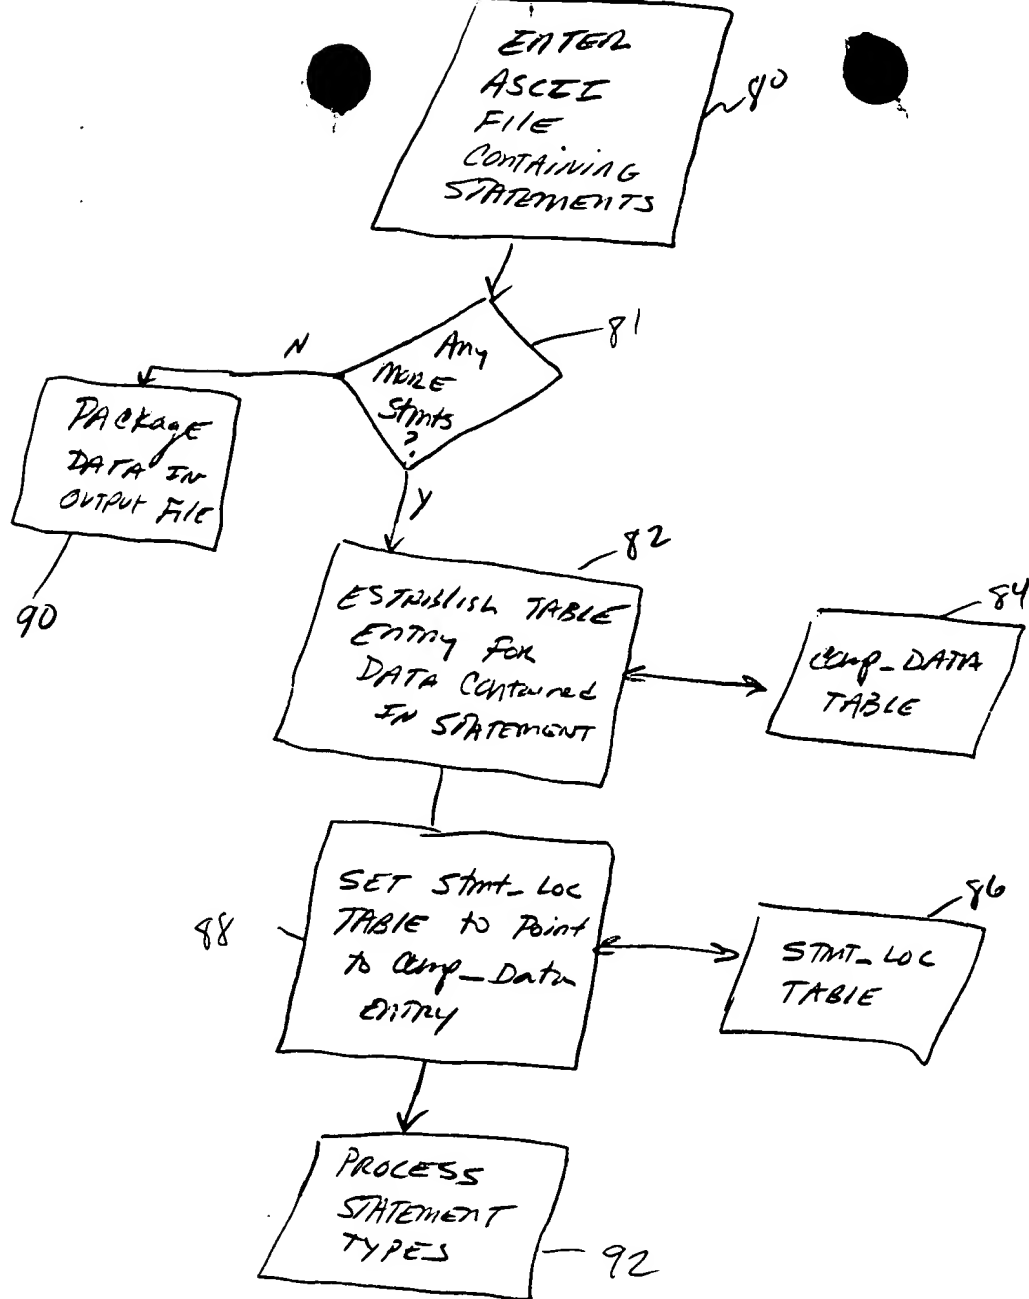 ENTER
ASCII
FILE
CONTAINING
STATEMENTS
80
Any
MORE
Stmts
?
81
N
Y
PACKage
DATA IN
OUTPUT FILE
90
ESTABlish TABLE
ENTRY FOR
DATA Contained
IN STATEMENT
82
Comp_DATA
TABLE
84
SET Stmt_Loc
TABLE to Point
to Comp_Data
ENTRY
88
STMT_LOC
TABLE
86
PROCESS
STATEMENT
TYPES
92